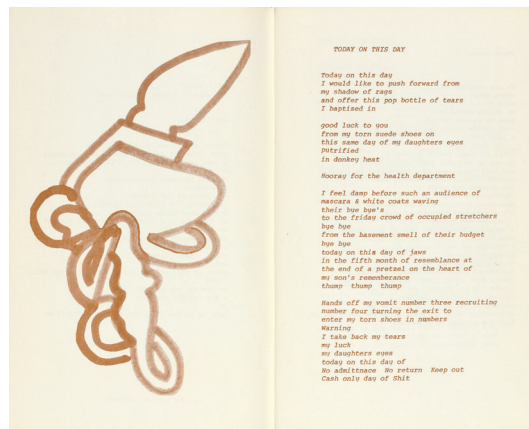 TODAY ON THIS DAY
Today on this day
I would like to push forward from
my shadow of rags
and offer this pop bottle of tears
I baptised in
good luck to you
from my torn suede shoes on
this same day of my daughters eyes
Putrified
in donkey heat
Hooray for the health department
I feel damp before such an audience of
mascara & white coats waving
their bye bye's
to the friday crowd of occupied stretchers
bye bye
from the basement smell of their budget
bye bye
today on this day of jaws
in the fifth month of resemblance at
the end of a pretzel on the heart of
my son's rememberance
thump thump thump
Hands off my vomit number three recruiting
number four turning the exit to
enter my torn shoes in numbers
Warning
I take back my tears
my luck
my daughters eyes
today on this day of
No admittnace No return Keep out
Cash only day of Shit